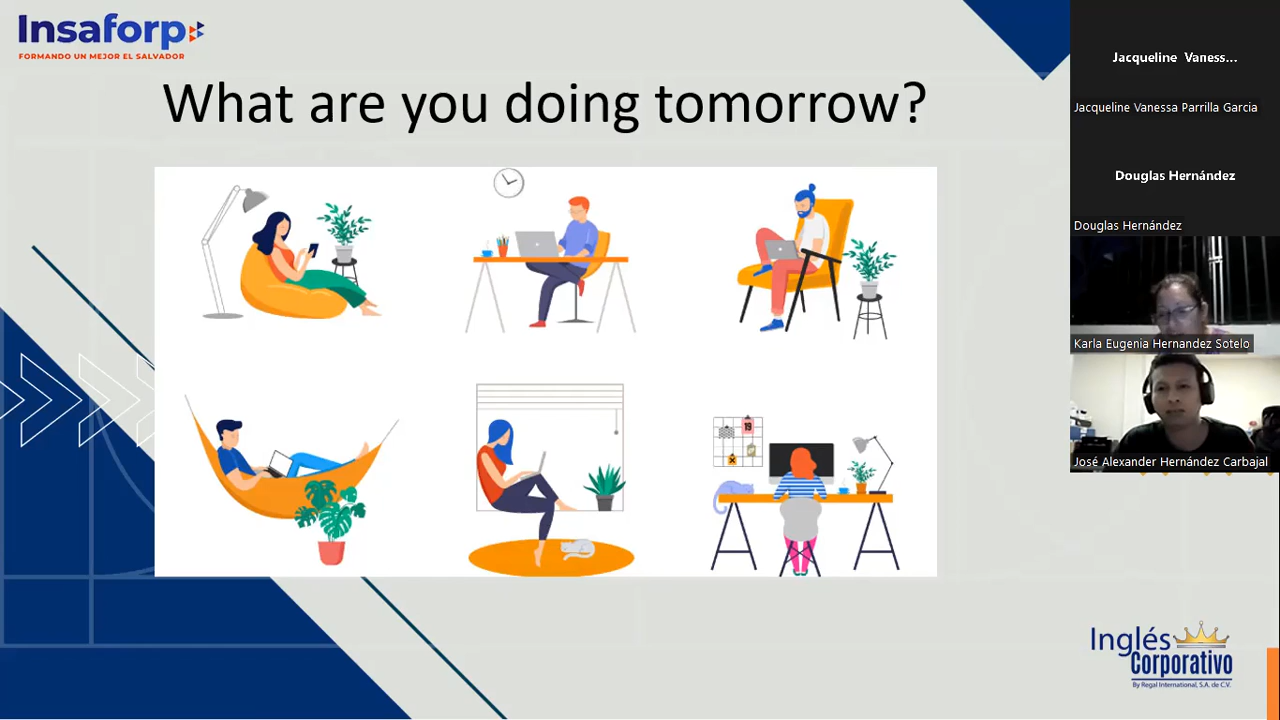 Insaforp
FORMANDO UN MEJOR EL SALVADOR
What are you doing tomorrow?
19
Jacqueline Vaness...
Jacqueline Vanessa Parrilla Garcia
Douglas Hernández
Douglas Hernández
Karla Eugenia Hernandez Sotelo
José Alexander Hernández Carbajal
Inglés
Corporativo
By Regal International, S.A. de C.V.